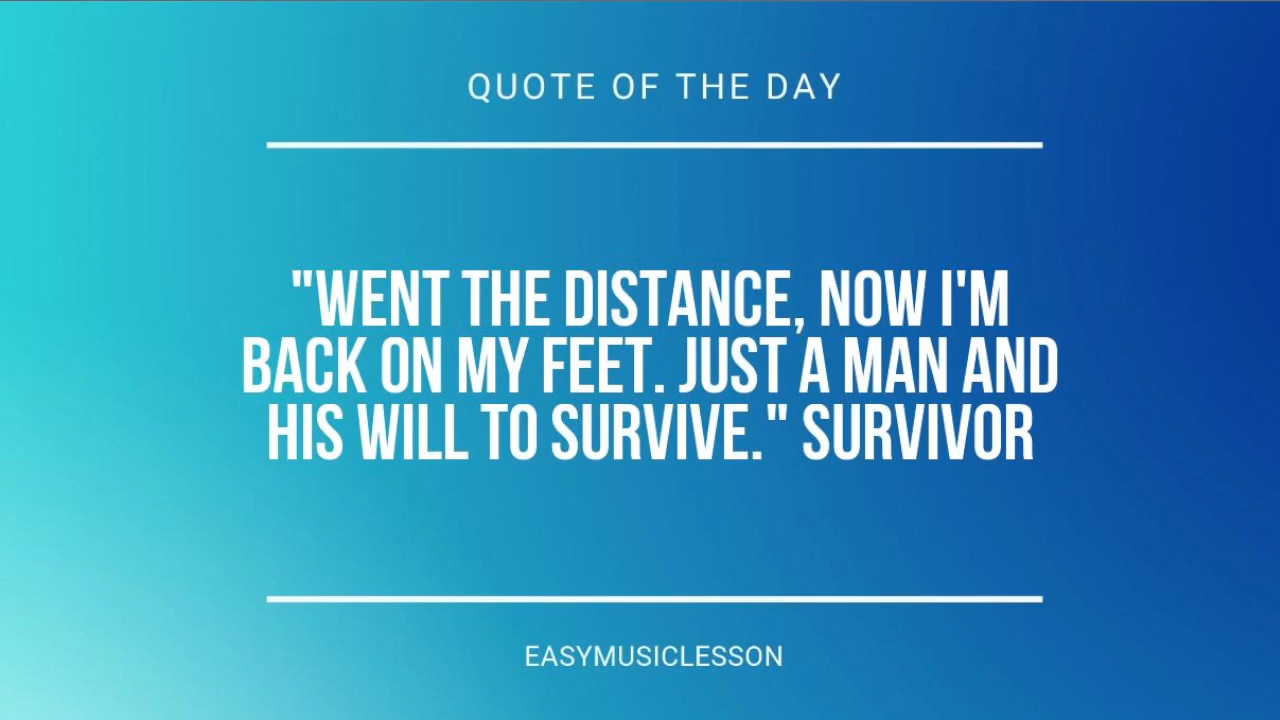 QUOTE OF THE DAY
"WENT THE DISTANCE, NOW I'M
BACK ON MY FEET. JUST A MAN AND
HIS WILL TO SURVIVE." SURVIVOR
EASYMUSICLESSON